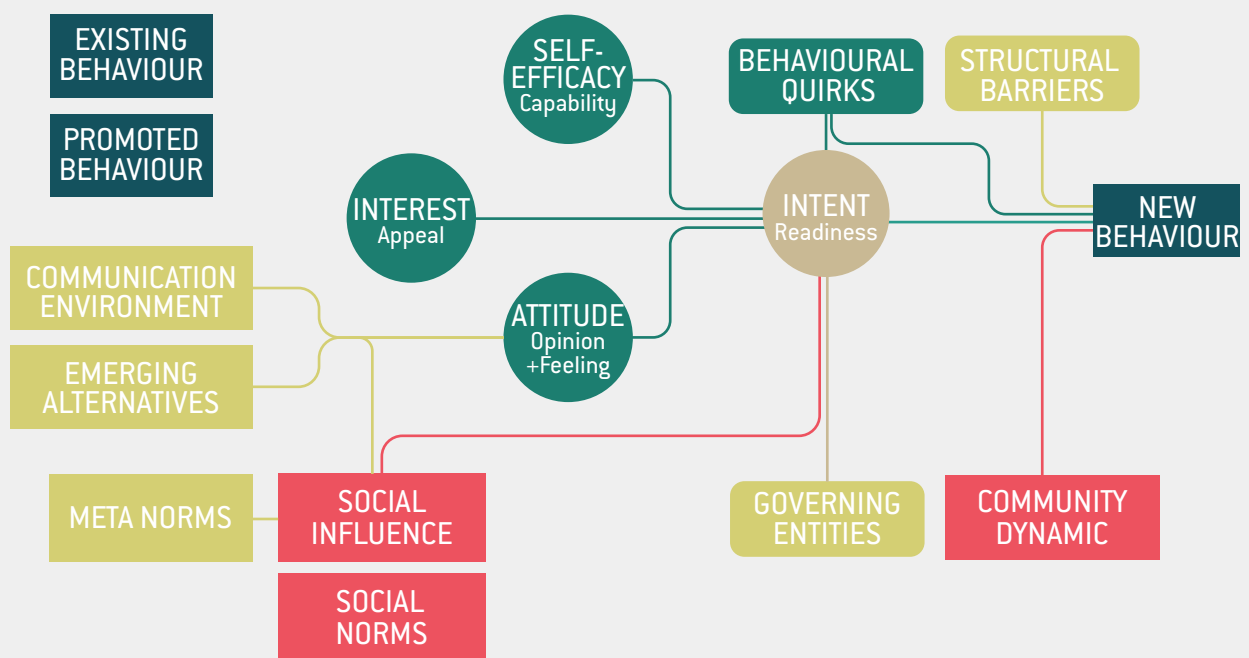 EXISTING
BEHAVIOUR
PROMOTED
BEHAVIOUR
SELF-
EFFICACY
Capability
BEHAVIOURAL
QUIRKS
STRUCTURAL
BARRIERS
INTEREST
Appeal
INTENT
Readiness
NEW
BEHAVIOUR
COMMUNICATION
ENVIRONMENT
ATTITUDE
Opinion
+Feeling
EMERGING
ALTERNATIVES
META NORMS
SOCIAL
INFLUENCE
GOVERNING
ENTITIES
COMMUNITY
DYNAMIC
SOCIAL
NORMS